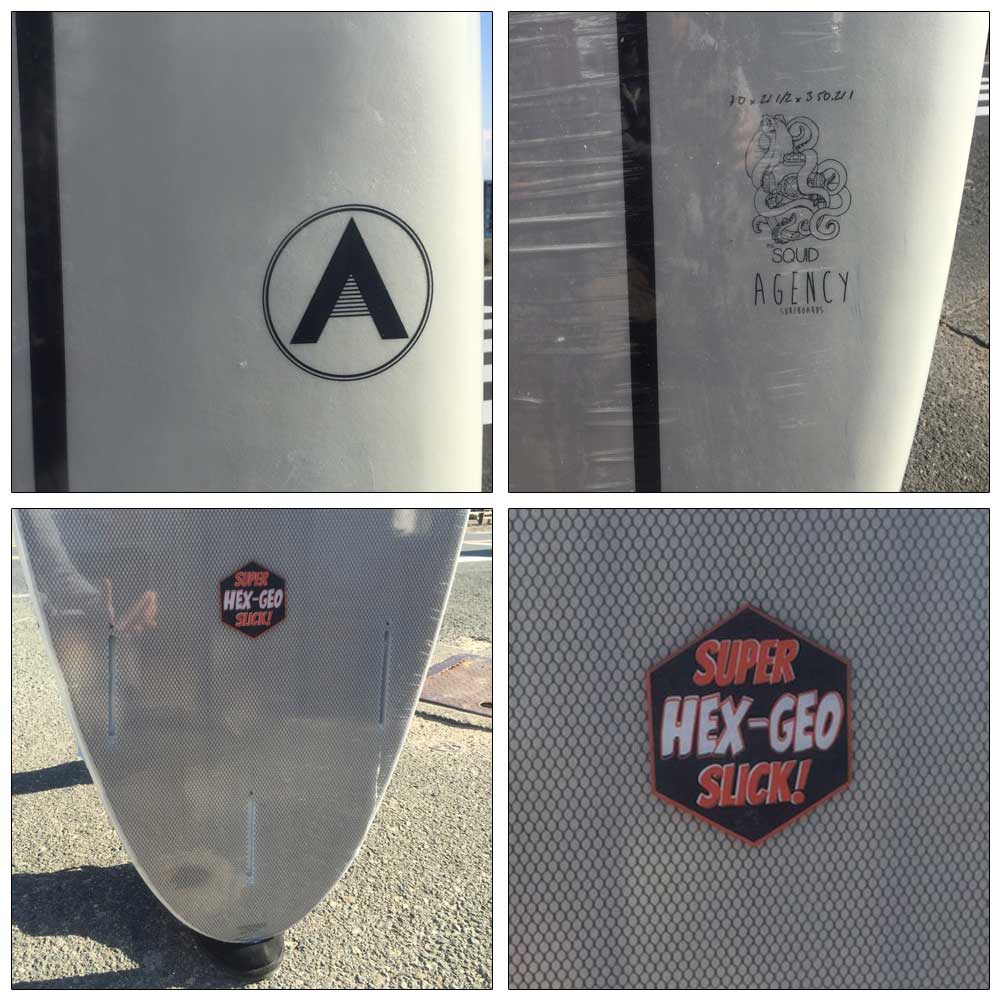 A
7'0 x 21 1/2 x 3 50.21 l
THE
SQUID
AGENCY
SURFBOARDS
SUPER
HEX-GEO
SLICK!
SUPER
HEX-GEO
SLICK!